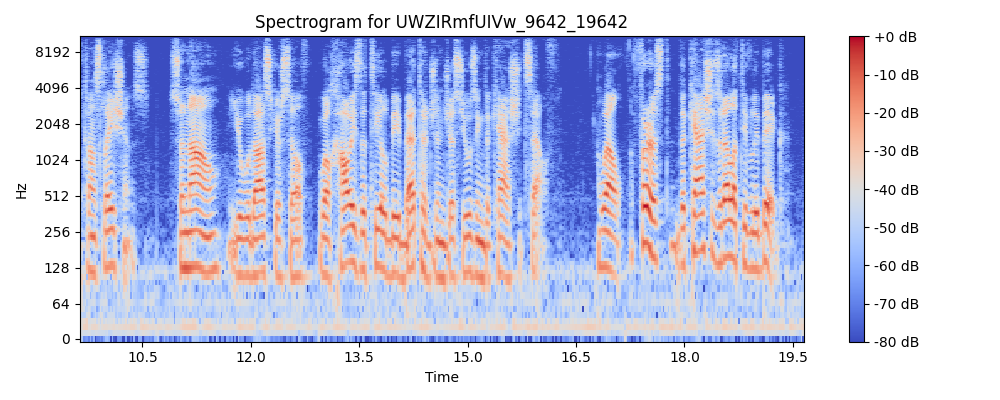 Spectrogram for UWZIRmfUIVw_9642_19642
8192
4096
2048
1024
512
256
128
64
0
Hz
10.5
12.0
13.5
15.0
16.5
18.0
19.5
Time
+0 dB
-10 dB
-20 dB
-30 dB
-40 dB
-50 dB
-60 dB
-70 dB
-80 dB